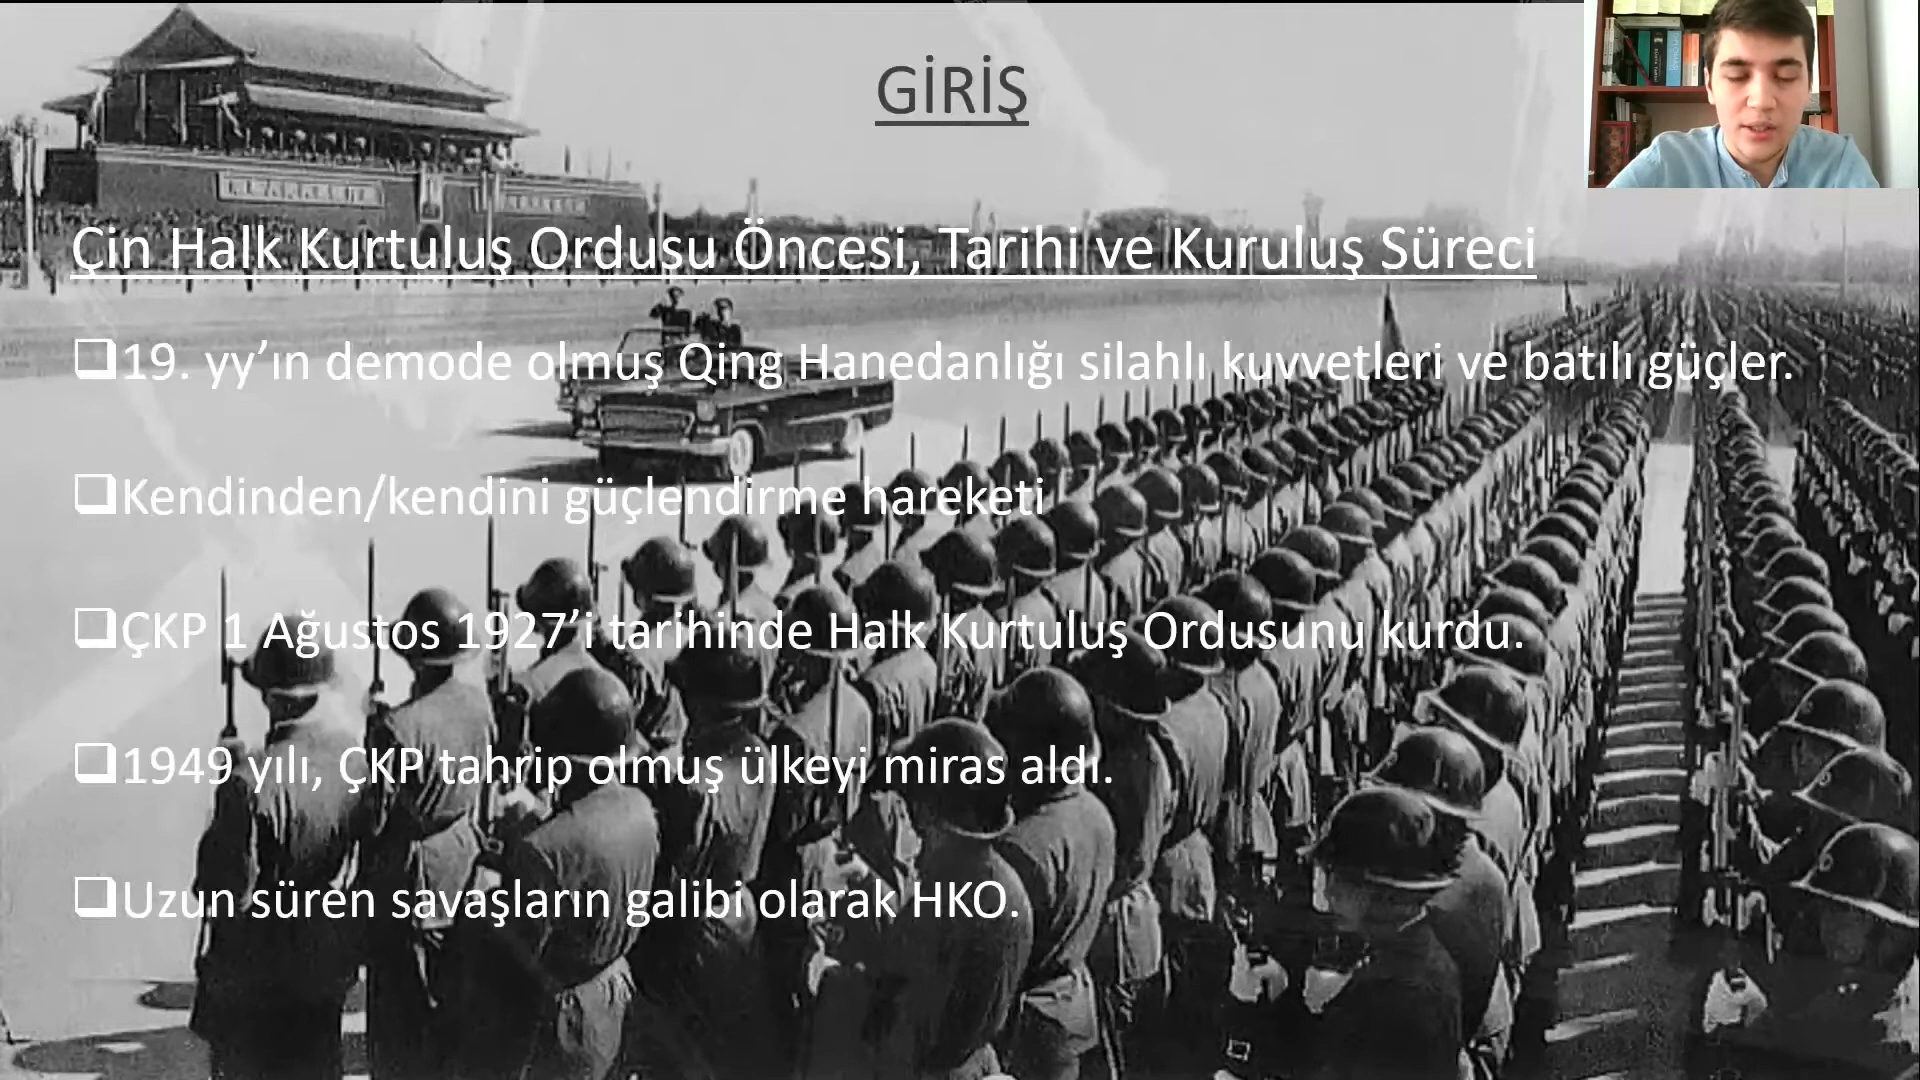 GİRİŞ
Çin Halk Kurtuluş Ordusu Öncesi, Tarihi ve Kuruluş Süreci
❑19. yy’ın demode olmuş Qing Hanedanlığı silahlı kuvvetleri ve batılı güçler.
❑Kendinden/kendini güçlendirme hareketi
❑ÇKP 1 Ağustos 1927’i tarihinde Halk Kurtuluş Ordusunu kurdu.
❑1949 yılı, ÇKP tahrip olmuş ülkeyi miras aldı.
❑Uzun süren savaşların galibi olarak HKO.